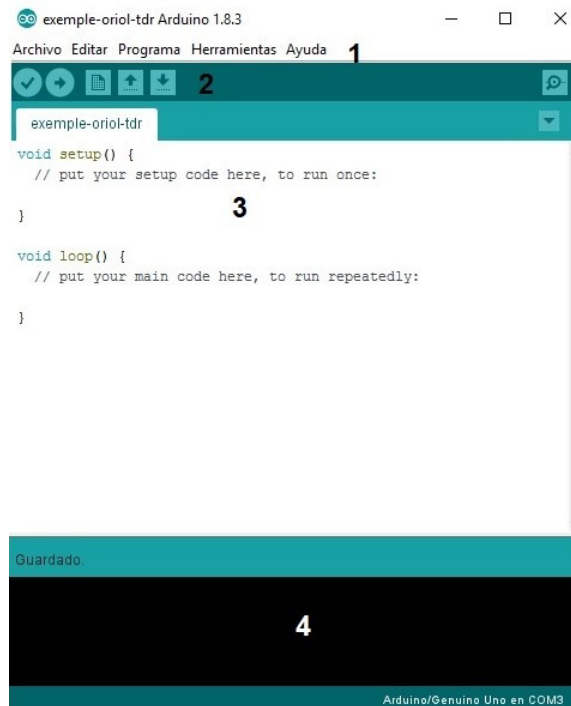 exemple-oriol-tdr Arduino 1.8.3
Archivo Editar Programa Herramientas Ayuda 1
2
exemple-oriol-tdr
void setup() {
// put your setup code here, to run once:
3
}
void loop() {
// put your main code here, to run repeatedly:
}
Guardado.
4
Arduino/Genuino Uno en COM3